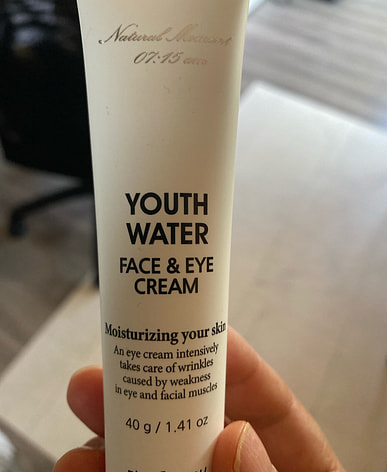 Natural Moment
07:15 am
YOUTH
WATER
FACE & EYE
CREAM
Moisturizing your skin
An eye cream intensively
takes care of wrinkles
caused by weakness
in eye and facial muscles
40 g / 1.41 oz